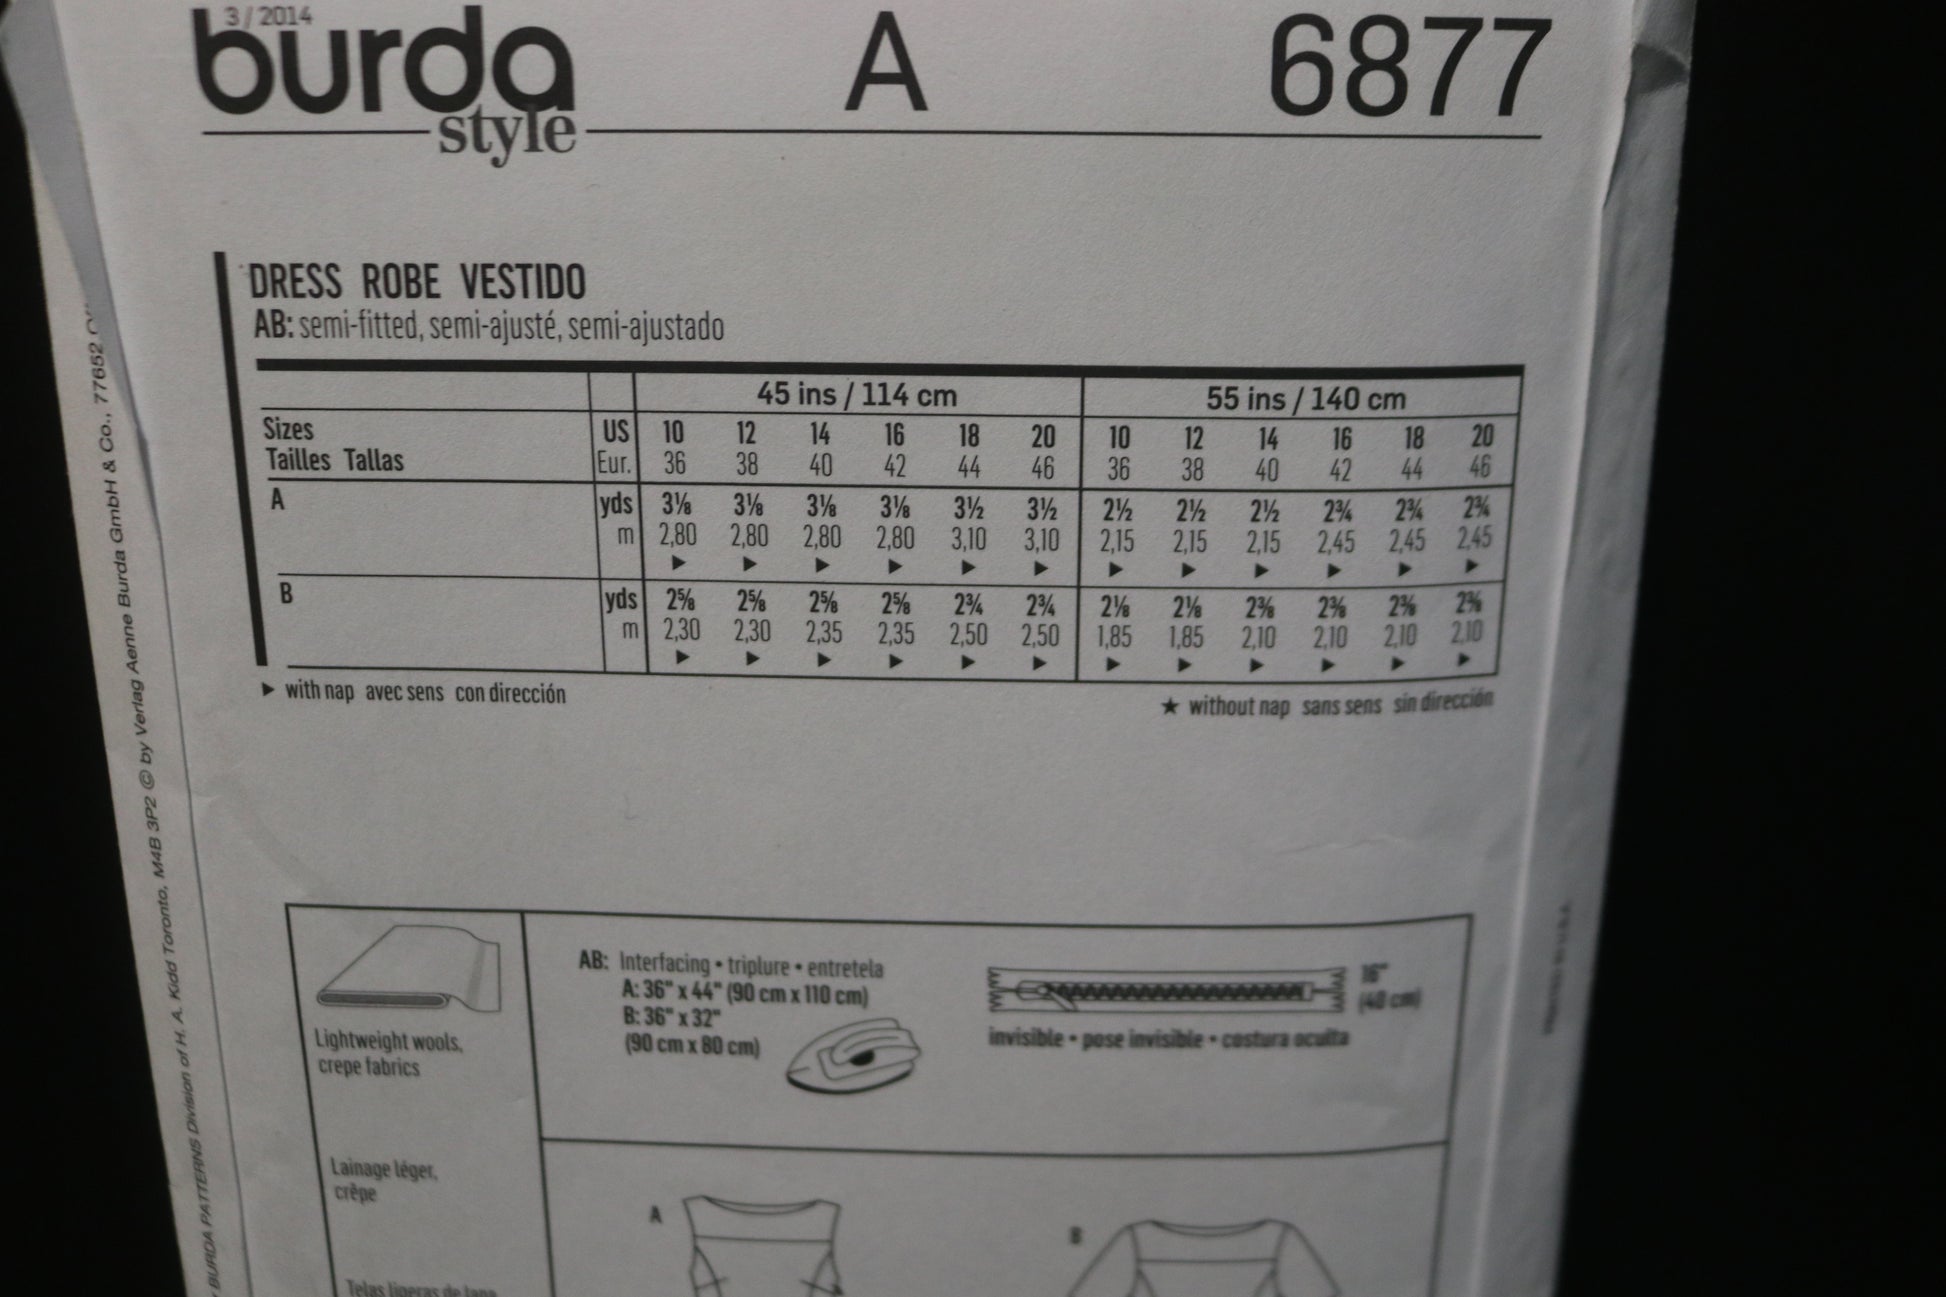 3/2014
burda style
A
6877
DRESS ROBE VESTIDO
AB: semi-fitted, semi-ajusté, semi-ajustado
45 ins / 114 cm 55 ins / 140 cm
Sizes US 10 12 14 16 18 20 10 12 14 16 18 20
Tailles Tallas Eur. 36 38 40 42 44 46 36 38 40 42 44 46
A yds 3⅛ 3⅛ 3⅛ 3⅛ 3½ 3½ 2½ 2½ 2½ 2¾ 2¾ 2¾
m 2,80 2,80 2,80 2,80 3,10 3,10 2,15 2,15 2,15 2,45 2,45 2,45
► ► ► ► ► ► ► ► ► ► ► ►
B yds 2⅝ 2⅝ 2⅝ 2⅝ 2¾ 2¾ 2⅛ 2⅛ 2⅜ 2⅜ 2⅜ 2⅜
m 2,30 2,30 2,35 2,35 2,50 2,50 1,85 1,85 2,10 2,10 2,10 2,10
► ► ► ► ► ► ► ► ► ► ► ►
► with nap avec sens con dirección
★ without nap sans sens sin dirección
Lightweight wools,
crepe fabrics
Lainage léger,
crêpe
Telas ligeras de lana
AB: Interfacing • triplure • entretela
A: 36" x 44" (90 cm x 110 cm)
B: 36" x 32"
(90 cm x 80 cm)
16"
(40 cm)
invisible • pose invisible • costura oculta
A
B
BURDA PATTERNS Division of H. A. Kidd Toronto, M4B 3P2 © by Verlag Aenne Burda GmbH & Co., 77652